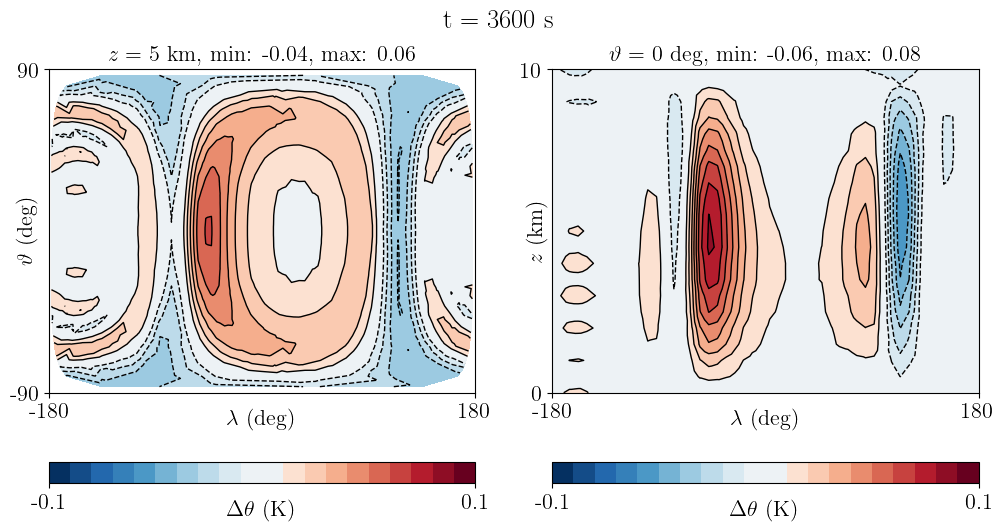 t = 3600 s
z = 5 km, min: -0.04, max: 0.06
90
ϑ (deg)
-90
-180
λ (deg)
180
-0.1
Δθ (K)
0.1
ϑ = 0 deg, min: -0.06, max: 0.08
10
z (km)
0
-180
λ (deg)
180
-0.1
Δθ (K)
0.1